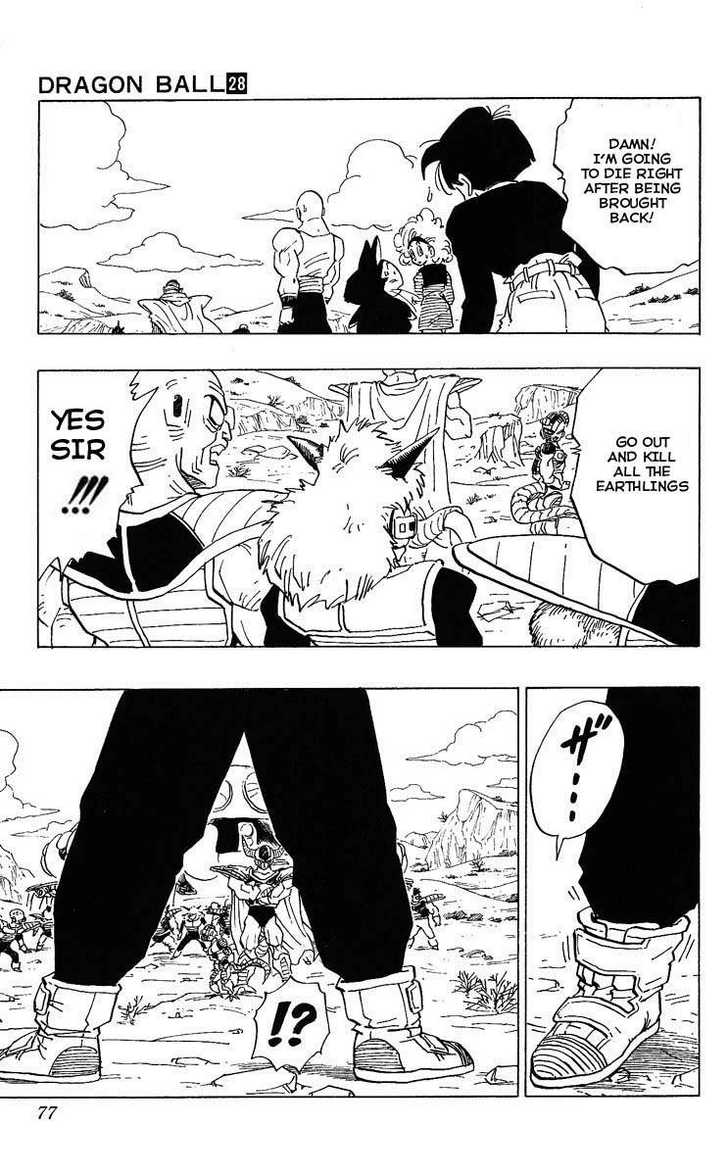 DRAGON BALL 28
DAMN!
I'M GOING
TO DIE RIGHT
AFTER BEING
BROUGHT
BACK!
GO OUT
AND KILL
ALL THE
EARTHLINGS
YES
SIR
!!!
ザ...
!?
77